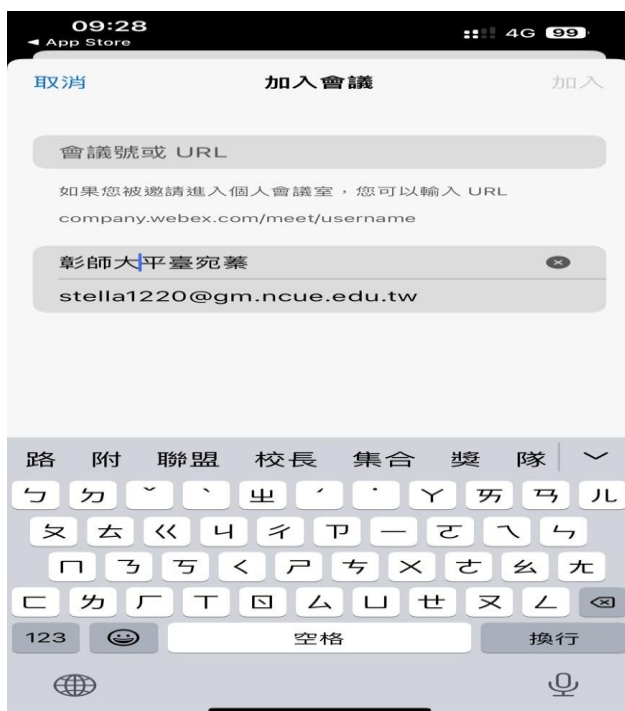 09:28
◀ App Store
4G 99
取消 加入會議 加入
會議號或 URL
如果您被邀請進入個人會議室，您可以輸入 URL
company.webex.com/meet/username
彰師大平臺宛蓁
stella1220@gm.ncue.edu.tw
路 附 聯盟 校長 集合 獎 隊
ㄅ ㄉ ˇ ˋ ㄓ ˊ ˙ ㄚ ㄞ ㄢ ㄦ
ㄆ ㄊ ㄍ ㄐ ㄔ ㄗ ㄧ ㄛ ㄟ ㄣ
ㄇ ㄋ ㄎ ㄑ ㄕ ㄘ ㄨ ㄜ ㄠ ㄤ
ㄈ ㄌ ㄏ ㄒ ㄖ ㄙ ㄩ ㄝ ㄡ ㄥ
123 空格 換行